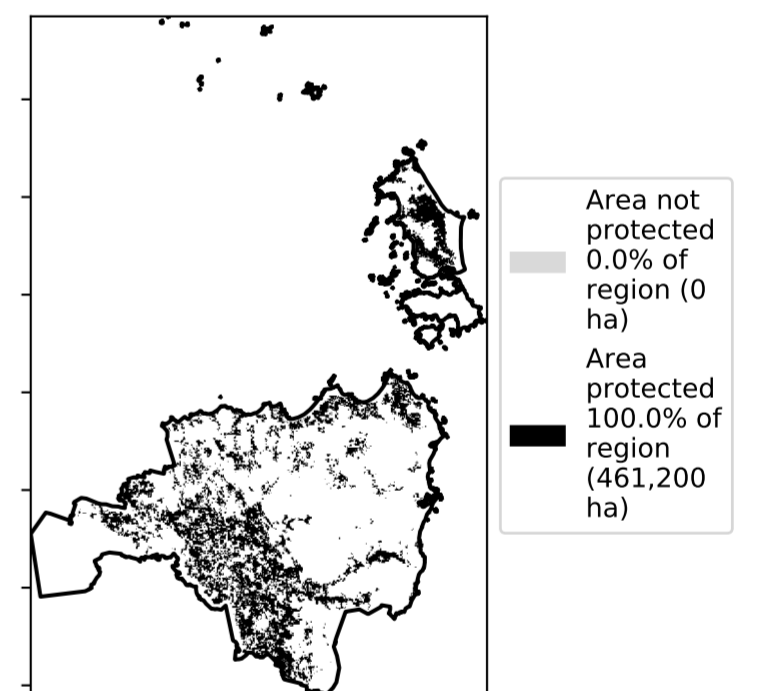 Area not
protected
0.0% of
region (0
ha)
Area
protected
100.0% of
region
(461,200
ha)